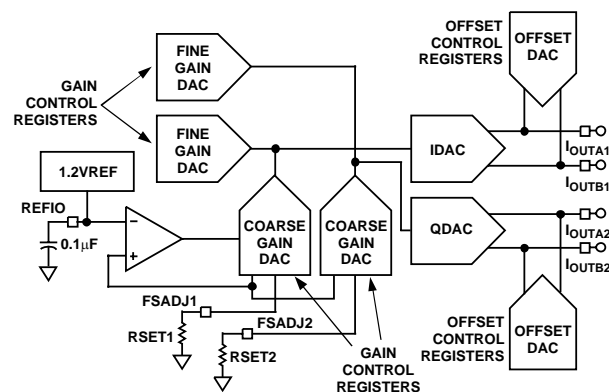 FINE
GAIN
DAC
OFFSET
CONTROL
REGISTERS
OFFSET
DAC
GAIN
CONTROL
REGISTERS
FINE
GAIN
DAC
IDAC
IOUTA1
IOUTB1
1.2VREF
REFIO
0.1µF
−
+
COARSE
GAIN
DAC
COARSE
GAIN
DAC
QDAC
IOUTA2
IOUTB2
FSADJ1
RSET1
FSADJ2
RSET2
GAIN
CONTROL
REGISTERS
OFFSET
CONTROL
REGISTERS
OFFSET
DAC